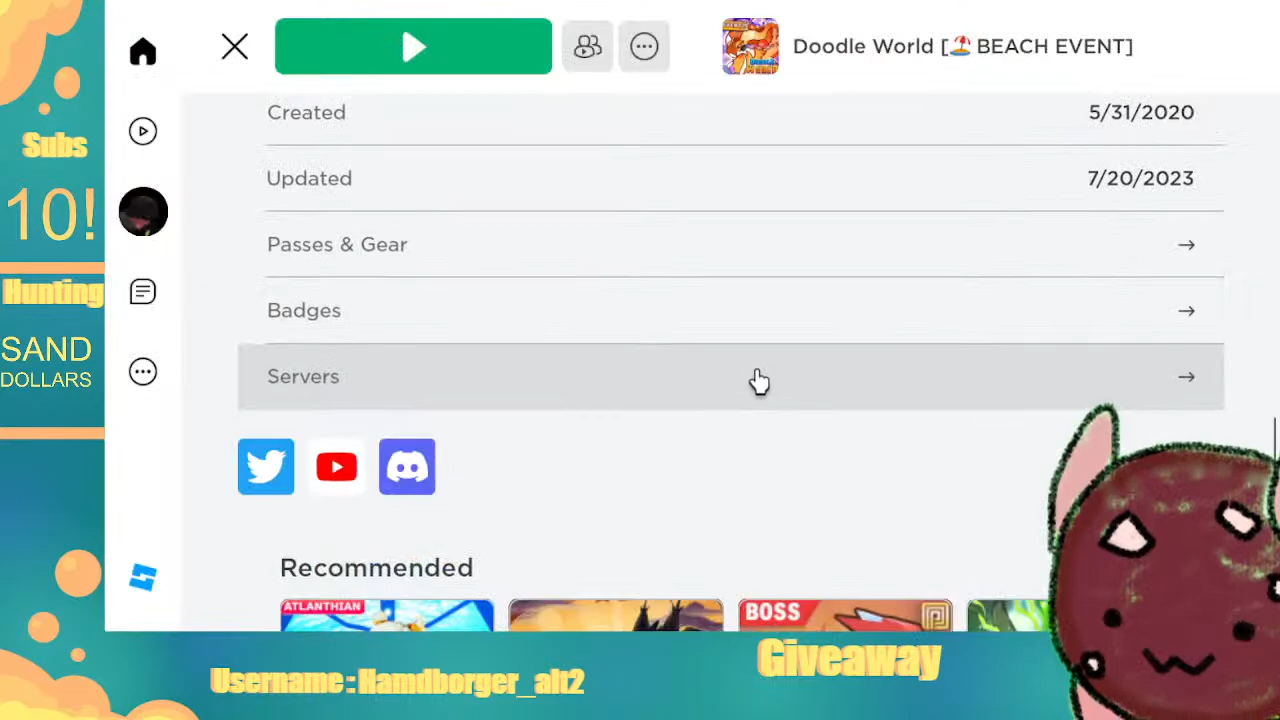 Doodle World [🏖️ BEACH EVENT]
Created 5/31/2020
Updated 7/20/2023
Passes & Gear →
Badges →
Servers →
Recommended
ATLANTHIAN
BOSS
Subs
10!
Hunting
SAND
DOLLARS
Username : Hamdborger_alt2
Giveaway